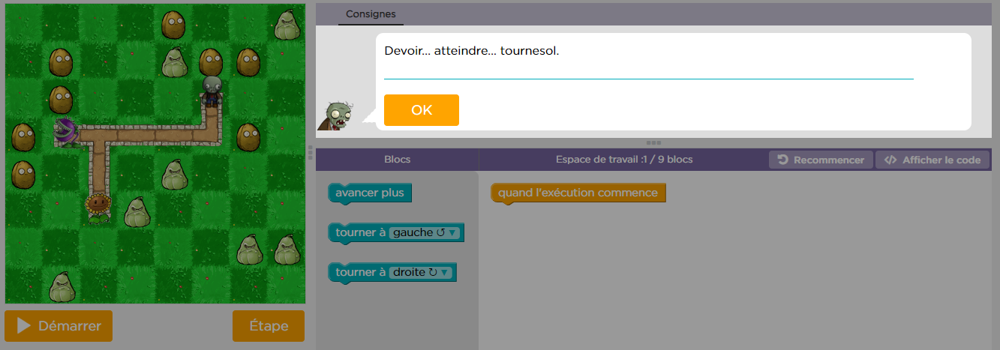 Consignes
Devoir... atteindre... tournesol.
OK
Blocs
Espace de travail :1 / 9 blocs
Recommencer
Afficher le code
avancer plus
quand l'exécution commence
tourner à gauche ↺ ▼
tourner à droite ↻ ▼
Démarrer
Étape